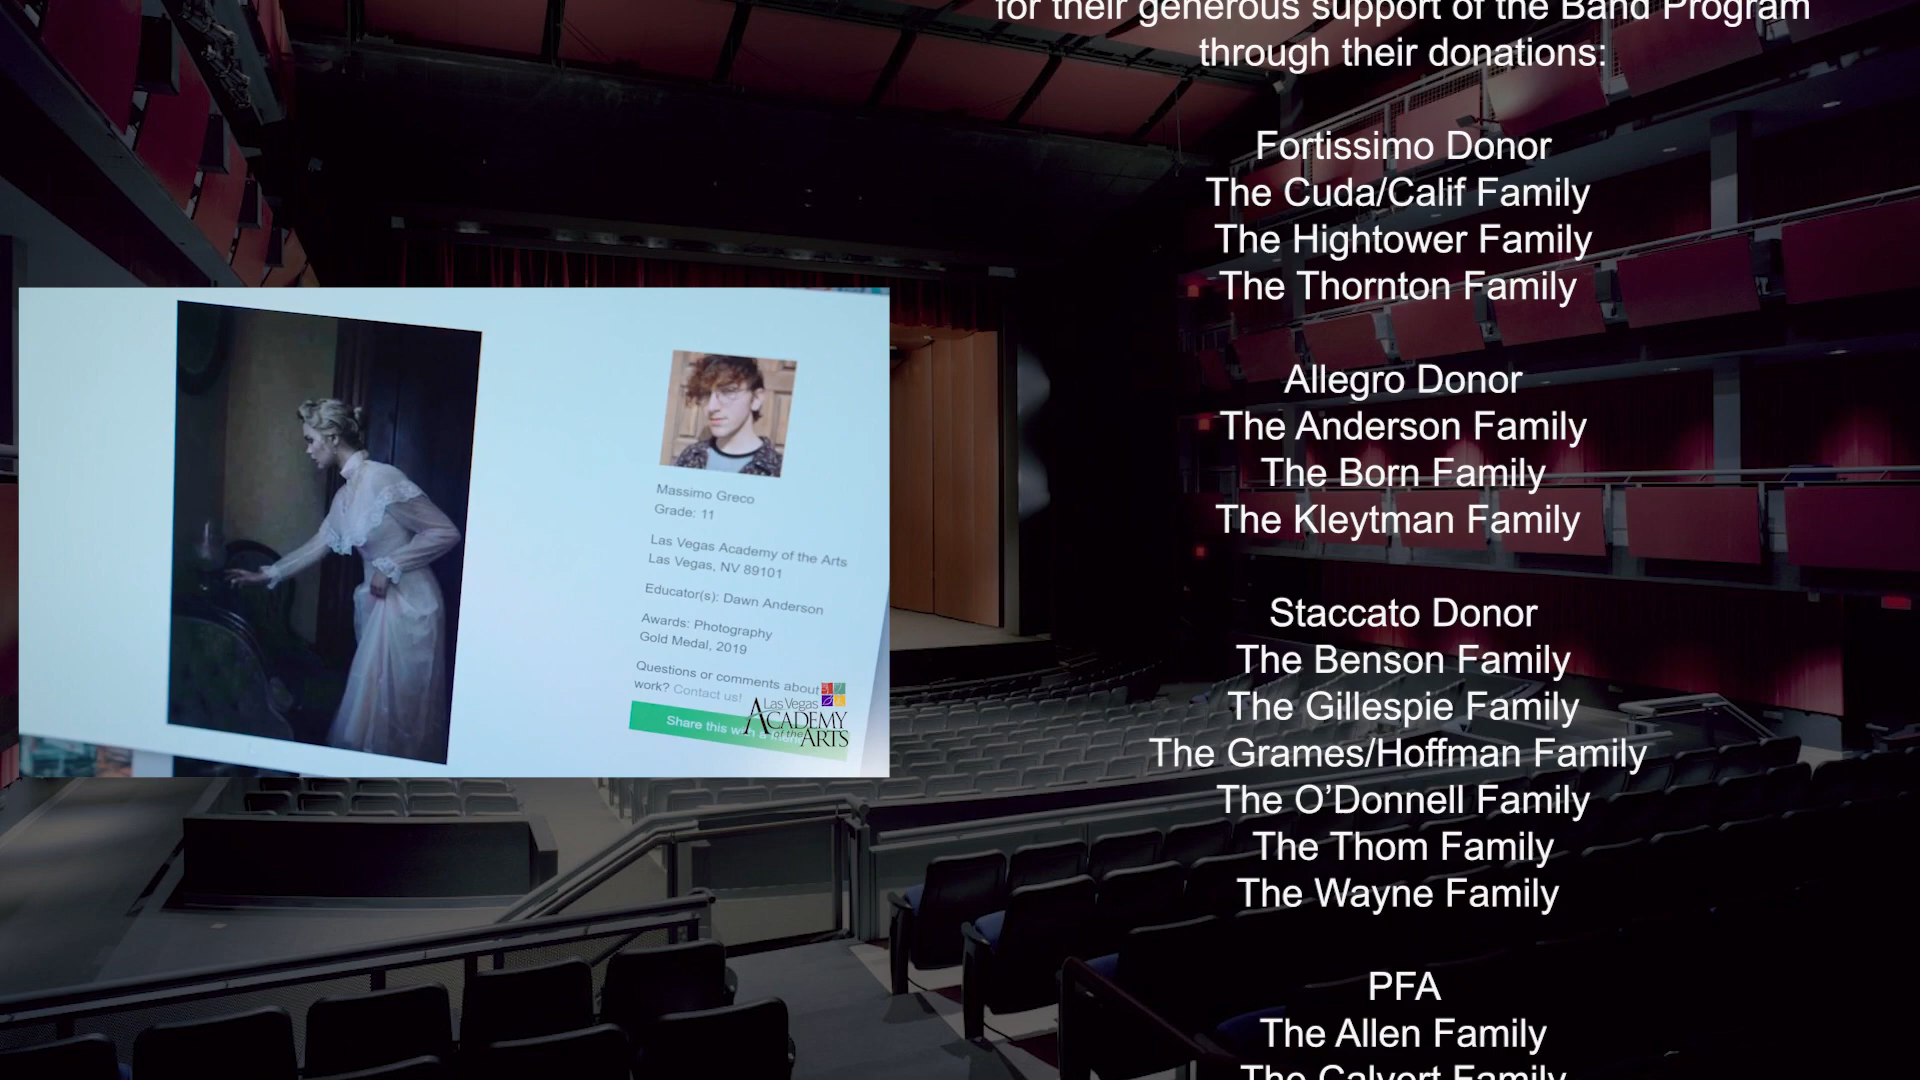 for their generous support of the Band Program
through their donations:
Fortissimo Donor
The Cuda/Calif Family
The Hightower Family
The Thornton Family
Allegro Donor
The Anderson Family
The Born Family
The Kleytman Family
Staccato Donor
The Benson Family
The Gillespie Family
The Grames/Hoffman Family
The O’Donnell Family
The Thom Family
The Wayne Family
PFA
The Allen Family
The Calvert Family
Massimo Greco
Grade: 11
Las Vegas Academy of the Arts
Las Vegas, NV 89101
Educator(s): Dawn Anderson
Awards: Photography
Gold Medal, 2019
Questions or comments about
work? Contact us!
Share this with a
Las Vegas
ACADEMY
of the ARTS